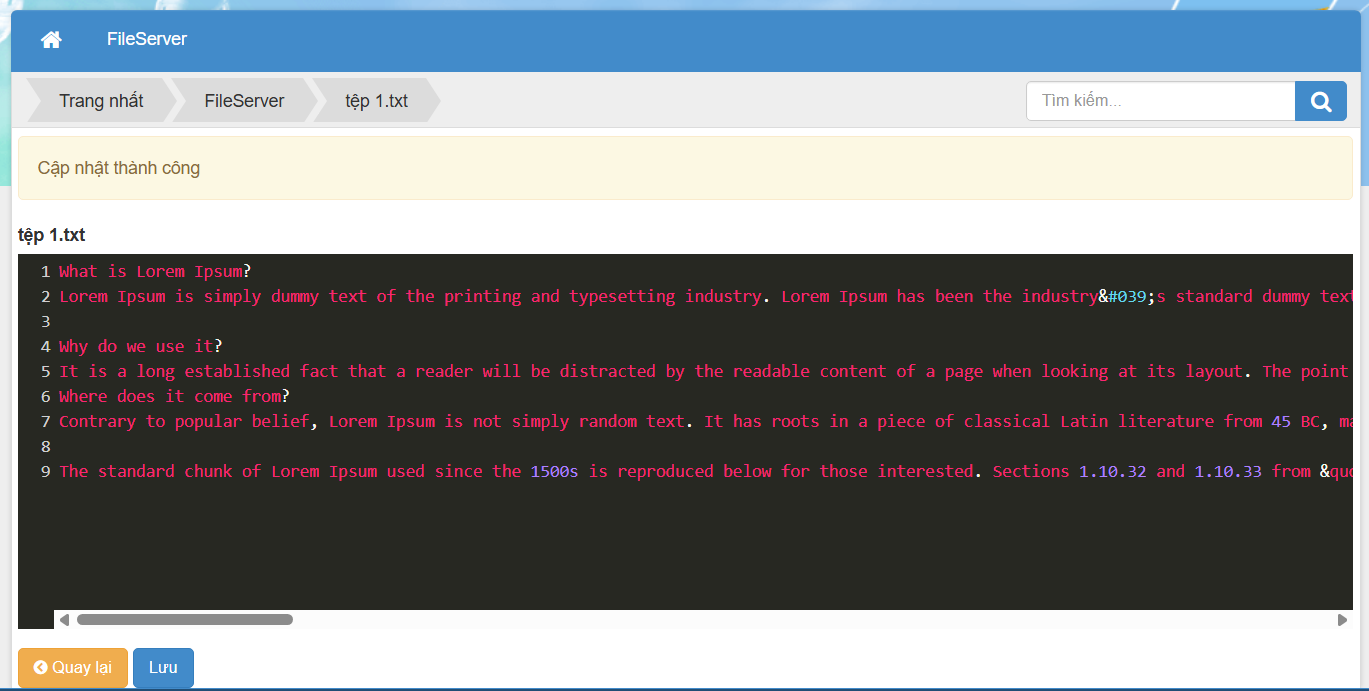 FileServer
Trang nhất FileServer tệp 1.txt Tìm kiếm...
Cập nhật thành công
tệp 1.txt
1 What is Lorem Ipsum?
2 Lorem Ipsum is simply dummy text of the printing and typesetting industry. Lorem Ipsum has been the industry&#039;s standard dummy text
3
4 Why do we use it?
5 It is a long established fact that a reader will be distracted by the readable content of a page when looking at its layout. The point
6 Where does it come from?
7 Contrary to popular belief, Lorem Ipsum is not simply random text. It has roots in a piece of classical Latin literature from 45 BC, ma
8
9 The standard chunk of Lorem Ipsum used since the 1500s is reproduced below for those interested. Sections 1.10.32 and 1.10.33 from &quo
Quay lại Lưu